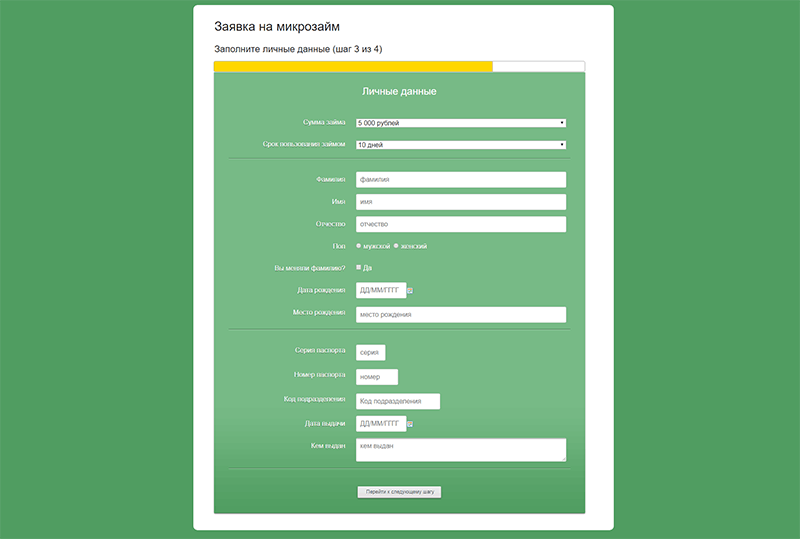 Заявка на микрозайм
Заполните личные данные (шаг 3 из 4)
Личные данные
Сумма займа 5 000 рублей
Срок пользования займом 10 дней
Фамилия фамилия
Имя имя
Отчество отчество
Пол мужской женский
Вы меняли фамилию? Да
Дата рождения ДД/ММ/ГГГГ
Место рождения место рождения
Серия паспорта серия
Номер паспорта номер
Код подразделения Код подразделения
Дата выдачи ДД/ММ/ГГГГ
Кем выдан кем выдан
Перейти к следующему шагу